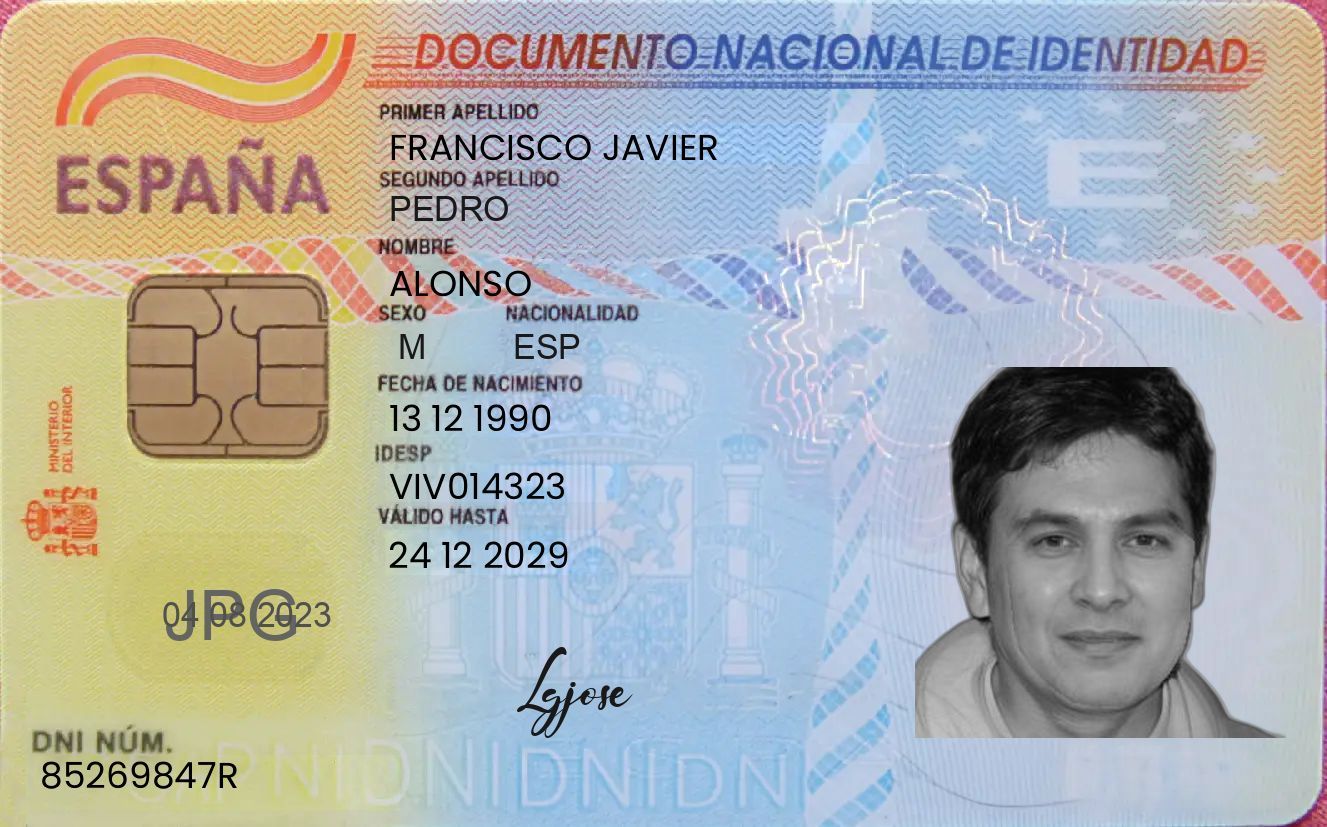 DOCUMENTO NACIONAL DE IDENTIDAD
PRIMER APELLIDO
FRANCISCO JAVIER
ESPAÑA
SEGUNDO APELLIDO
PEDRO
NOMBRE
ALONSO
SEXO NACIONALIDAD
M ESP
FECHA DE NACIMIENTO
13 12 1990
MINISTERIO
DEL INTERIOR
IDESP
VIV014323
VÁLIDO HASTA
24 12 2029
04 08 2023
JPG
Lgjose
DNI NÚM.
85269847R
DNIDNIDNIDN
E